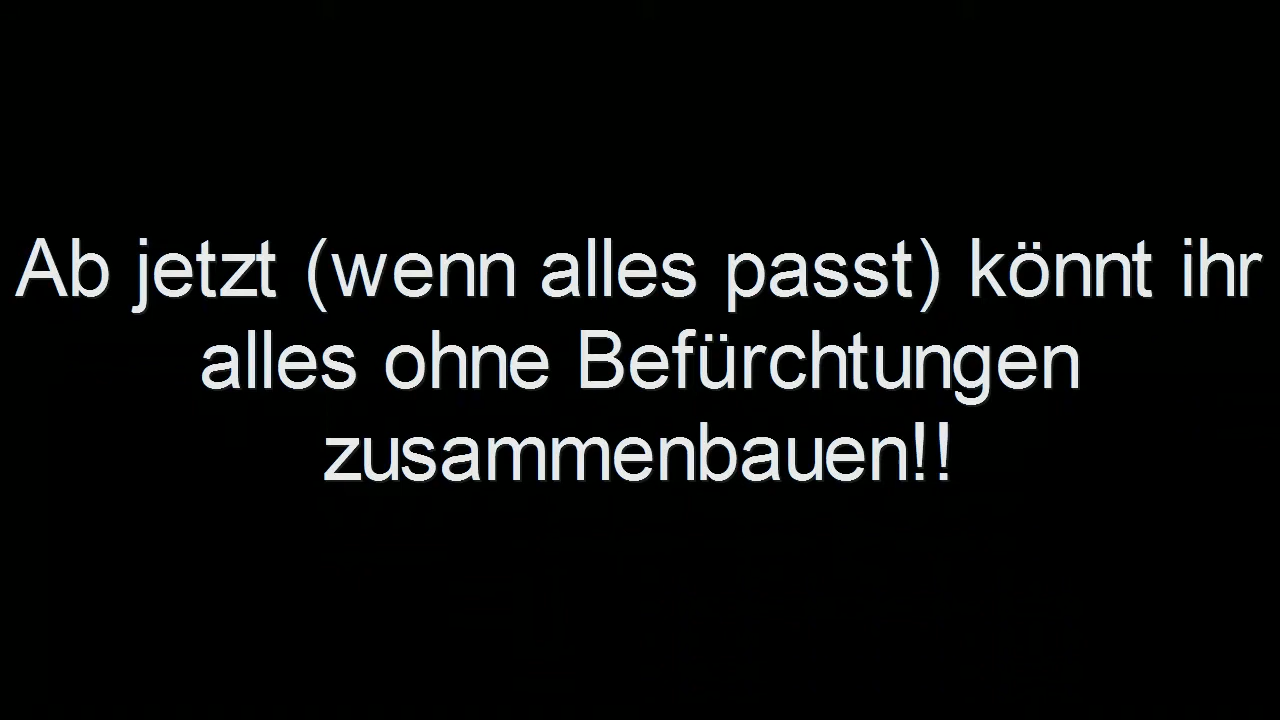 Ab jetzt (wenn alles passt) könnt ihr
alles ohne Befürchtungen
zusammenbauen!!